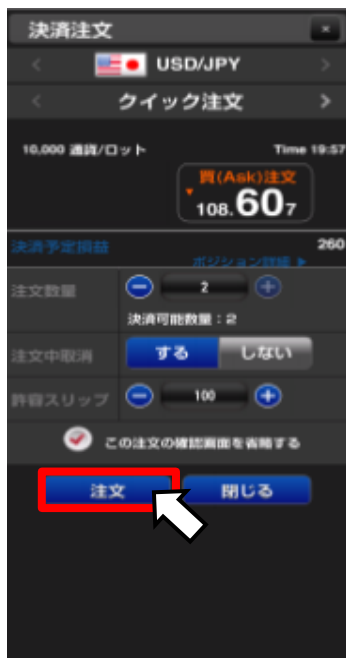 決済注文
USD/JPY
クイック注文
10,000 通貨/ロット Time 19:57
買(Ask)注文
108.607
決済予定損益 260
ポジション詳細 ▶
注文数量 2
決済可能数量:2
注文中取消 する しない
許容スリップ 100
この注文の確認画面を省略する
注文 閉じる